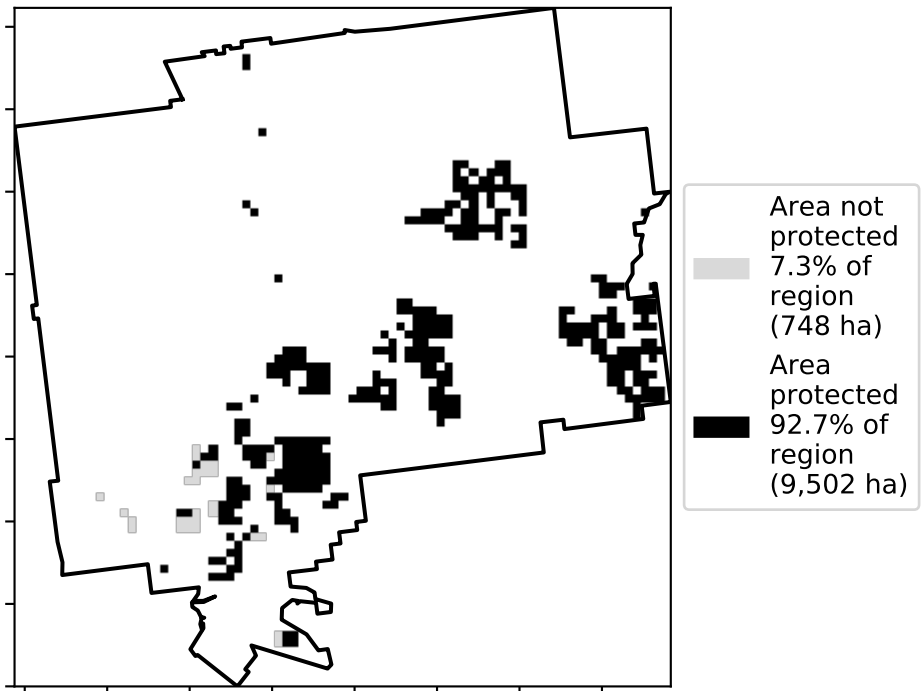 Area not
protected
7.3% of
region
(748 ha)
Area
protected
92.7% of
region
(9,502 ha)